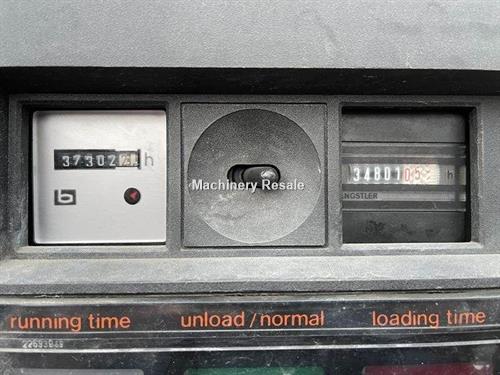 37302 h
34801 h
Machinery Resale
b
NGSTLER
running time
unload/normal
loading time